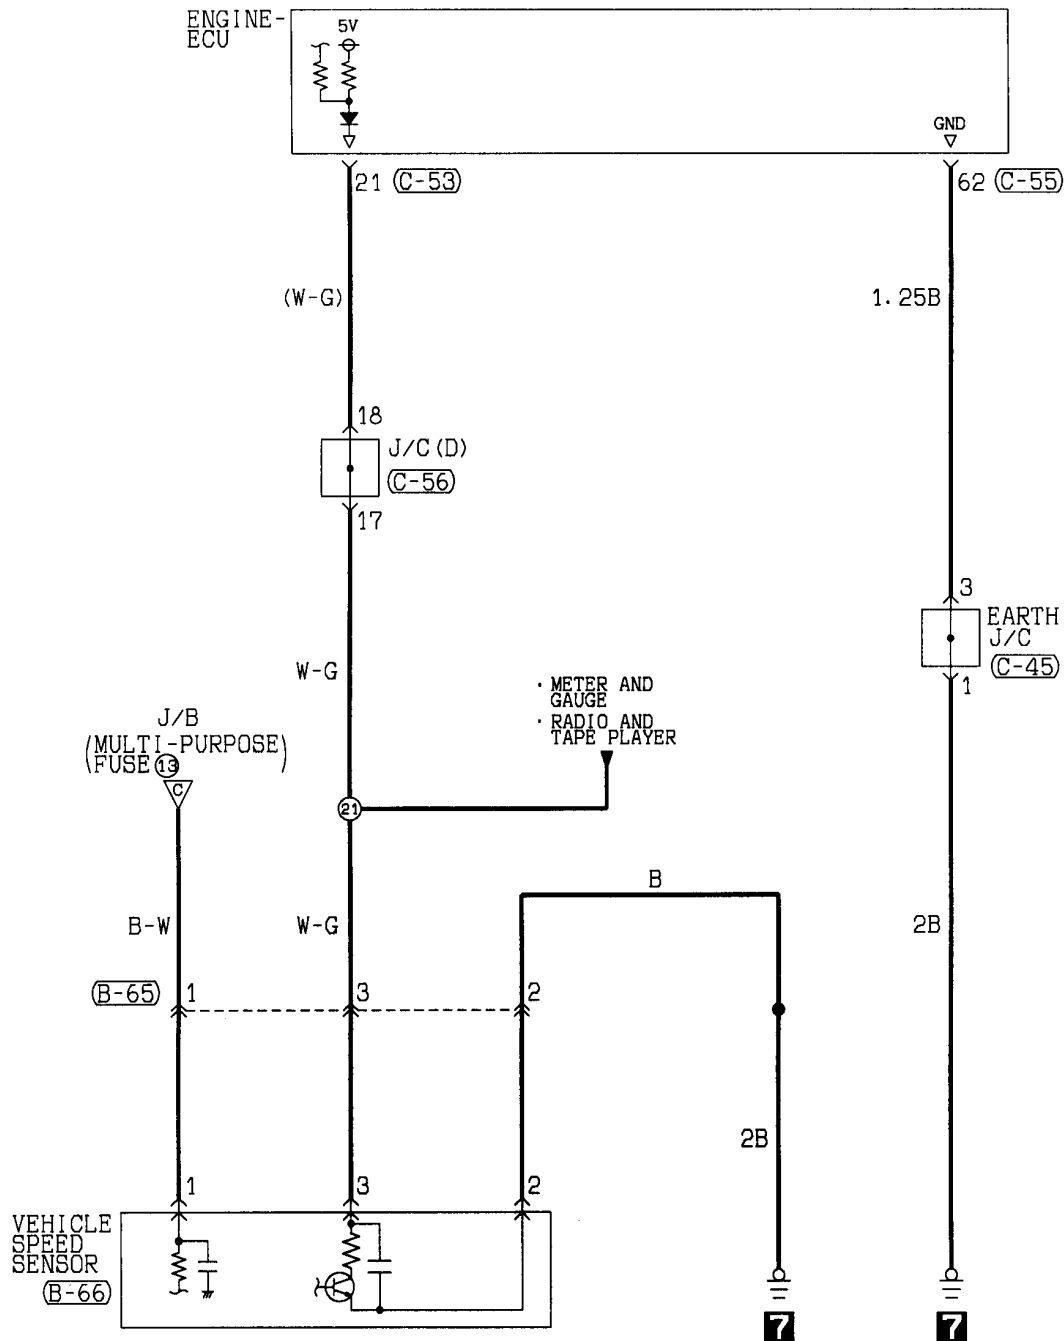 ENGINE-
ECU
5V
GND
21 (C-53)
62 (C-55)
(W-G)
1.25B
18
J/C (D)
(C-56)
17
3
EARTH
J/C
(C-45)
1
W-G
· METER AND
GAUGE
· RADIO AND
TAPE PLAYER
J/B
(MULTI-PURPOSE)
FUSE 13
C
21
B
B-W
W-G
2B
(B-65)
1
3
2
2B
1
3
2
VEHICLE
SPEED
SENSOR
(B-66)
7
7